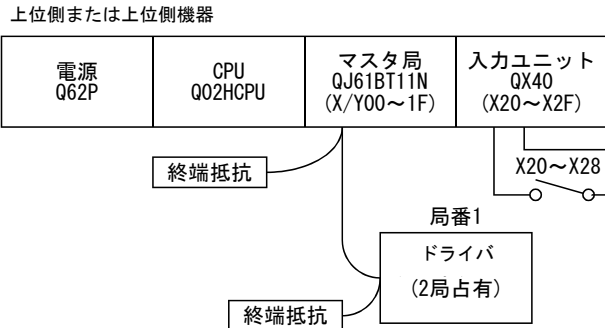 上位側または上位側機器
電源
Q62P
CPU
Q02HCPU
マスタ局
QJ61BT11N
(X/Y00～1F)
入力ユニット
QX40
(X20～X2F)
終端抵抗
X20～X28
局番1
ドライバ
(2局占有)
終端抵抗